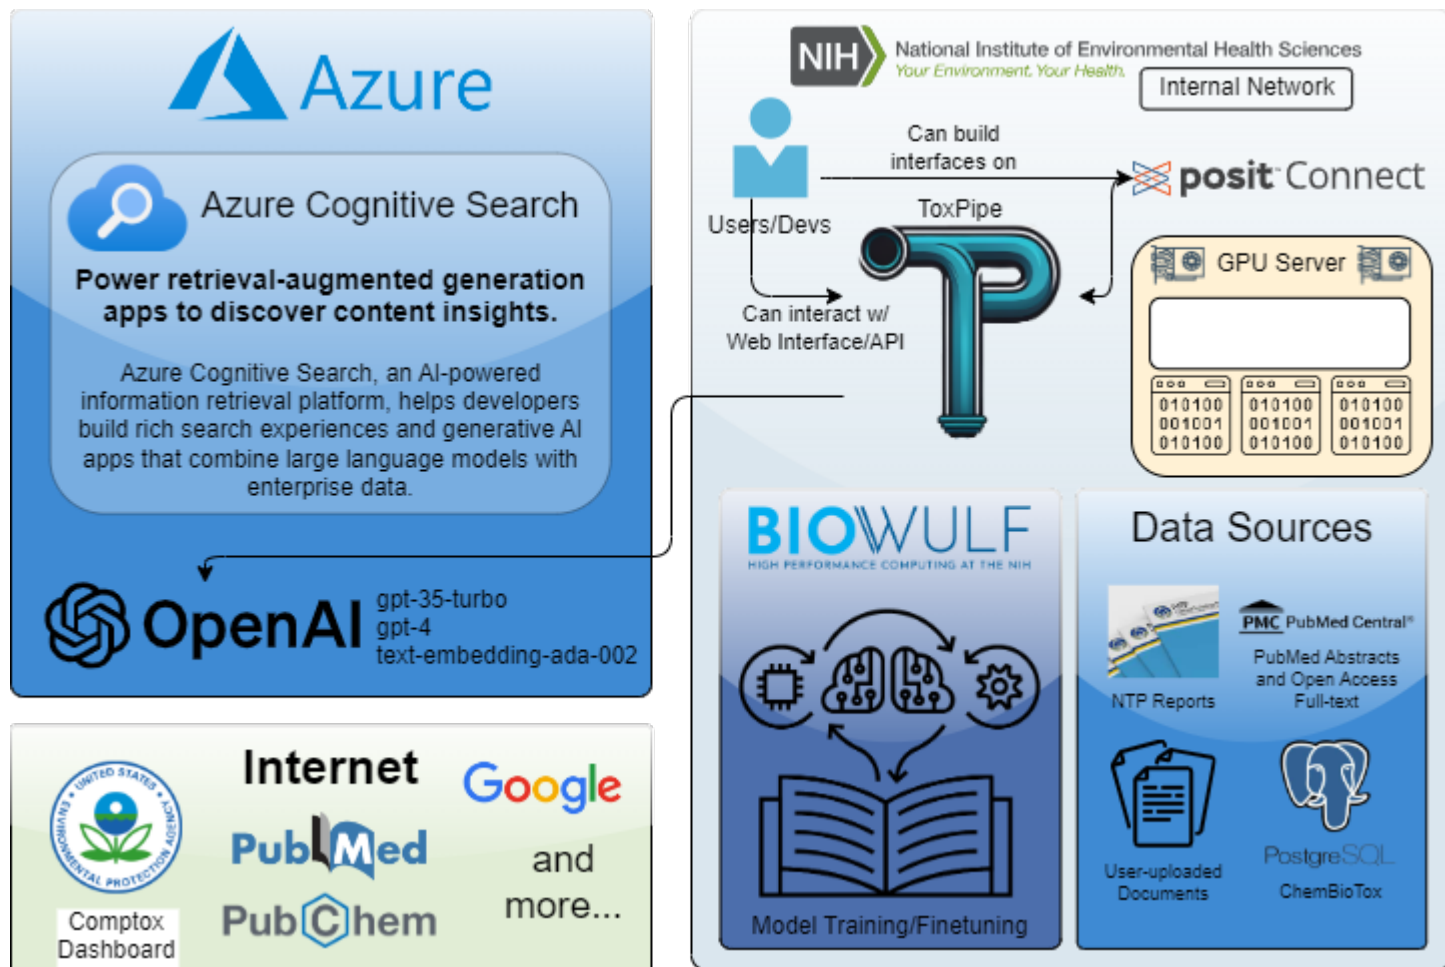 Azure
Azure Cognitive Search
Power retrieval-augmented generation
apps to discover content insights.
Azure Cognitive Search, an AI-powered
information retrieval platform, helps developers
build rich search experiences and generative AI
apps that combine large language models with
enterprise data.
OpenAI
gpt-35-turbo
gpt-4
text-embedding-ada-002
NIH
National Institute of Environmental Health Sciences
Your Environment. Your Health.
Internal Network
Can build
interfaces on
posit Connect
Users/Devs
ToxPipe
Can interact w/
Web Interface/API
GPU Server
010100
001001
010100
010100
001001
010100
010100
001001
010100
BIOWULF
HIGH PERFORMANCE COMPUTING AT THE NIH
Model Training/Finetuning
Data Sources
NTP Reports
PMC PubMed Central®
PubMed Abstracts
and Open Access
Full-text
User-uploaded
Documents
PostgreSQL
ChemBioTox
Internet
UNITED STATES
ENVIRONMENTAL PROTECTION AGENCY
Comptox
Dashboard
PubMed
PubChem
Google
and
more...